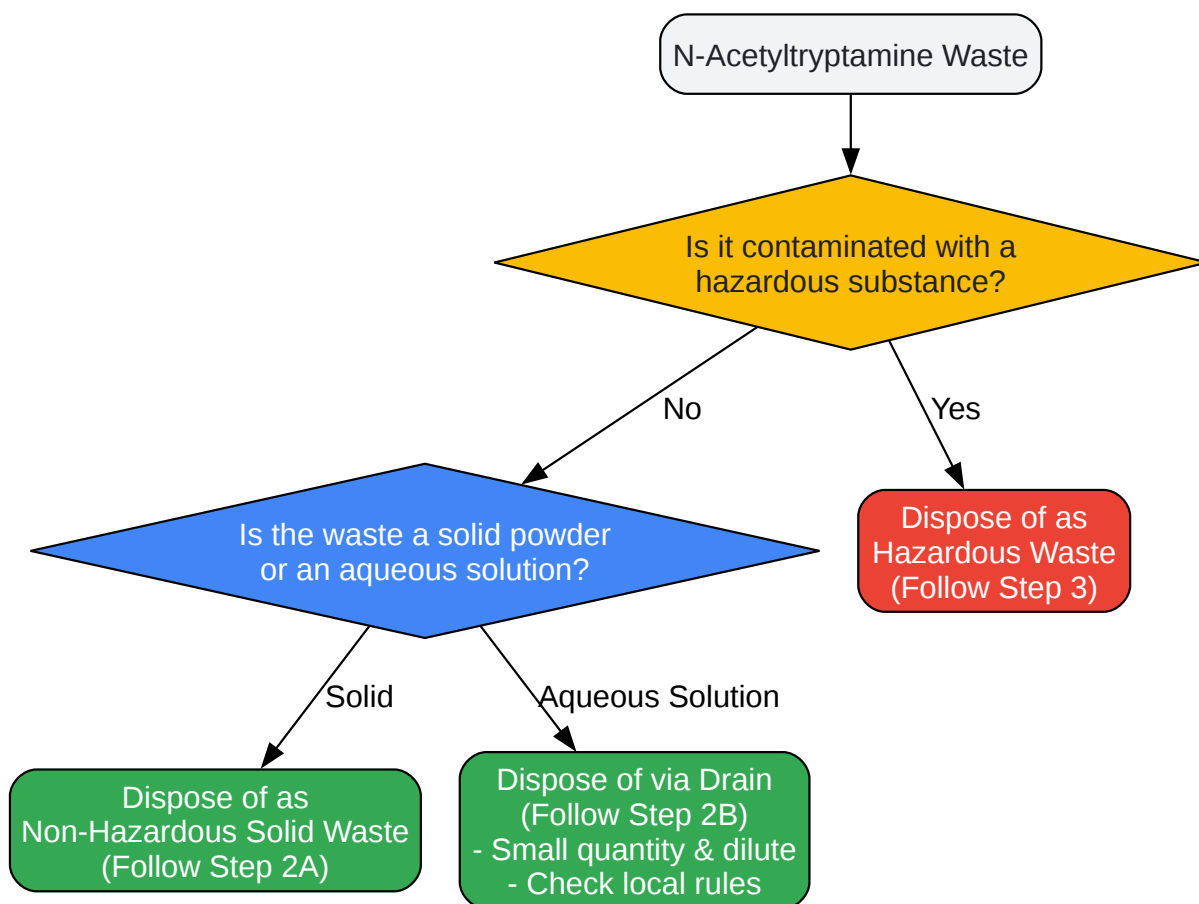 N-Acetyltryptamine Waste
Is it contaminated with a
hazardous substance?
No
Yes
Is the waste a solid powder
or an aqueous solution?
Dispose of as
Hazardous Waste
(Follow Step 3)
Solid
Aqueous Solution
Dispose of as
Non-Hazardous Solid Waste
(Follow Step 2A)
Dispose of via Drain
(Follow Step 2B)
- Small quantity & dilute
- Check local rules